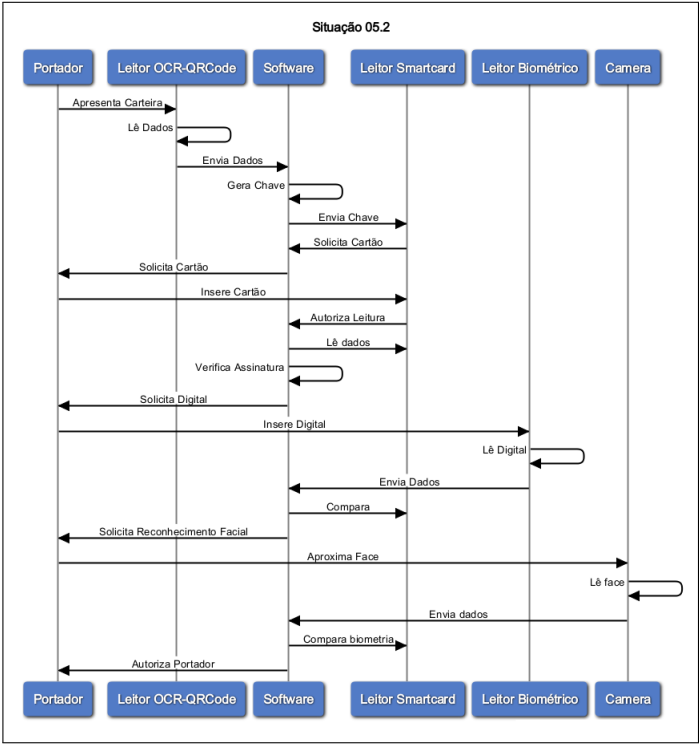 Situação 05.2
Portador
Leitor OCR-QRCode
Software
Leitor Smartcard
Leitor Biométrico
Camera
Apresenta Carteira
Lê Dados
Envia Dados
Gera Chave
Envia Chave
Solicita Cartão
Solicita Cartão
Insere Cartão
Autoriza Leitura
Lê dados
Verifica Assinatura
Solicita Digital
Insere Digital
Lê Digital
Envia Dados
Compara
Solicita Reconhecimento Facial
Aproxima Face
Lê face
Envia dados
Compara biometria
Autoriza Portador
Portador
Leitor OCR-QRCode
Software
Leitor Smartcard
Leitor Biométrico
Camera